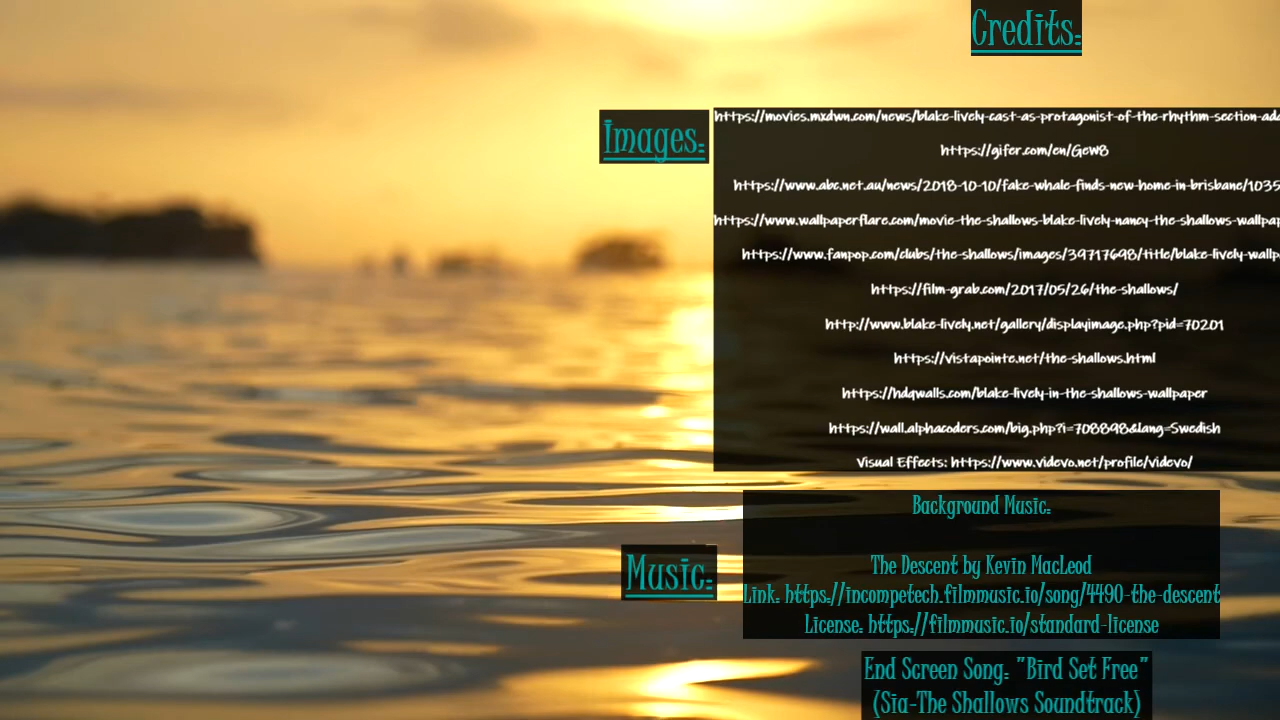 Credits:
Images:
https://movies.mxdwn.com/news/blake-lively-cast-as-protagonist-of-the-rhythm-section-ada
https://gifer.com/en/GeW8
https://www.abc.net.au/news/2018-10-10/fake-whale-finds-new-home-in-brisbane/1035
https://www.wallpaperflare.com/movie-the-shallows-blake-lively-nancy-the-shallows-wallpap
https://www.fanpop.com/clubs/the-shallows/images/39717698/title/blake-lively-wallp
https://film-grab.com/2017/05/26/the-shallows/
http://www.blake-lively.net/gallery/displayimage.php?pid=70201
https://vistapointe.net/the-shallows.html
https://hdqwalls.com/blake-lively-in-the-shallows-wallpaper
https://wall.alphacoders.com/big.php?i=708898&lang=Swedish
Visual Effects: https://www.videvo.net/profile/videvo/
Music:
Background Music:
The Descent by Kevin MacLeod
Link: https://incompetech.filmmusic.io/song/4490-the-descent
License: https://filmmusic.io/standard-license
End Screen Song: "Bird Set Free"
(Sia-The Shallows Soundtrack)